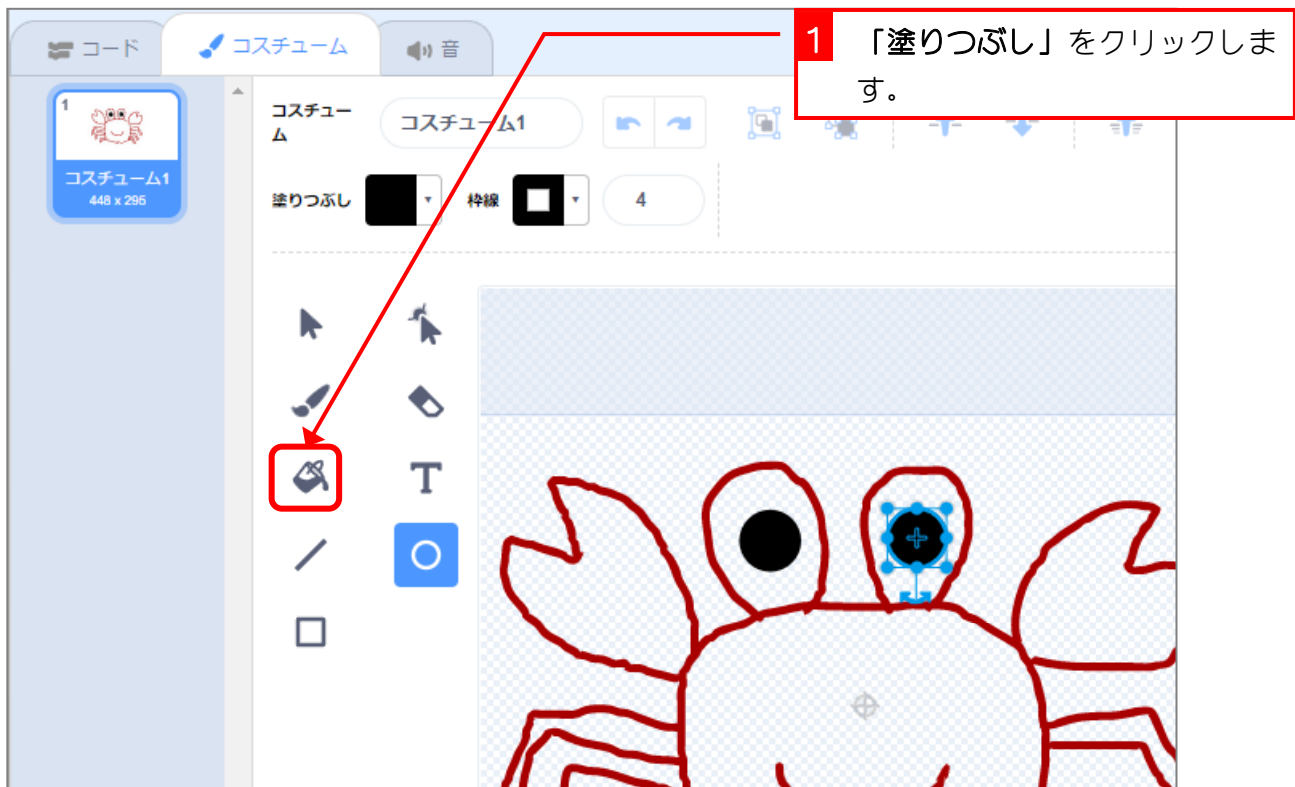 コード
コスチューム
音
1
「塗りつぶし」をクリックしま
す。
1
コスチューム1
448 x 295
コスチュー
ム
コスチューム1
塗りつぶし
枠線
4
T